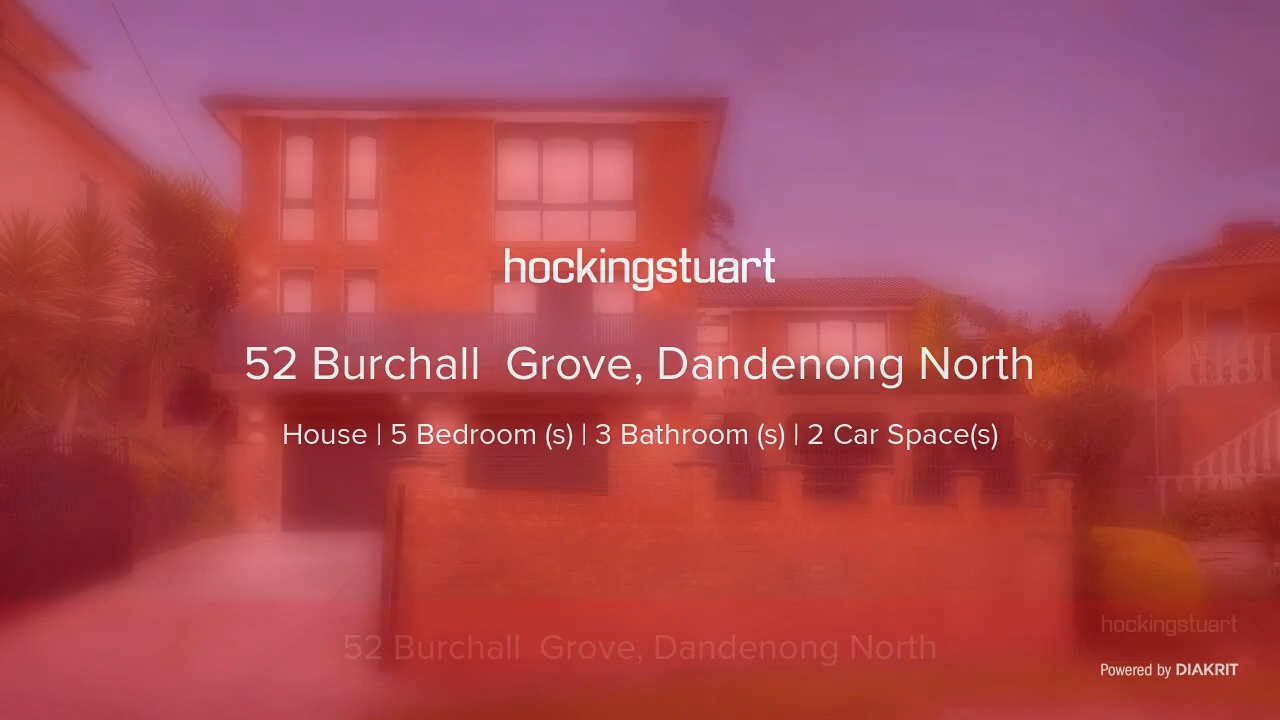 hockingstuart
52 Burchall  Grove, Dandenong North
House | 5 Bedroom (s) | 3 Bathroom (s) | 2 Car Space(s)
52 Burchall  Grove, Dandenong North
hockingstuart
Powered by DIAKRIT